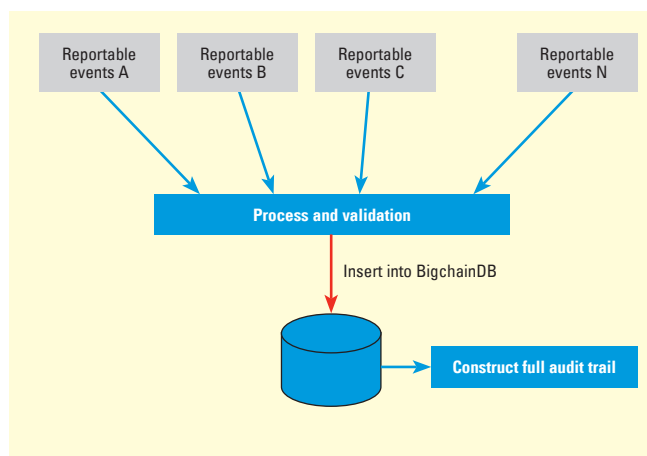 Reportable
events A
Reportable
events B
Reportable
events C
Reportable
events N
Process and validation
Insert into BigchainDB
Construct full audit trail